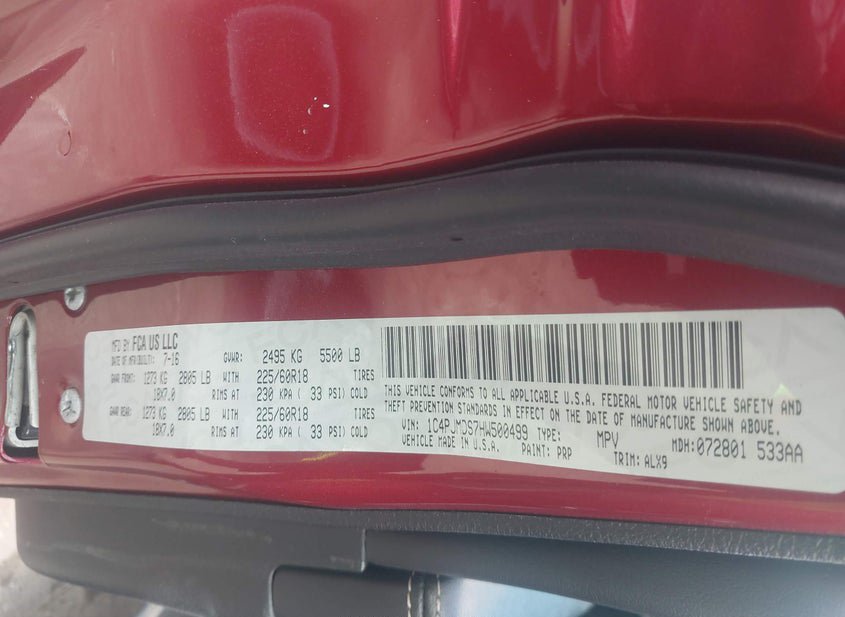 MFD BY FCA US LLC
DATE OF MFR(BUILT): 7-16 GVWR: 2495 KG 5500 LB
GAWR FRONT: 1273 KG 2805 LB WITH 225/60R18 TIRES
18X7.0 RIMS AT 230 KPA ( 33 PSI) COLD
GAWR REAR: 1273 KG 2805 LB WITH 225/60R18 TIRES
18X7.0 RIMS AT 230 KPA ( 33 PSI) COLD
THIS VEHICLE CONFORMS TO ALL APPLICABLE U.S.A. FEDERAL MOTOR VEHICLE SAFETY AND
THEFT PREVENTION STANDARDS IN EFFECT ON THE DATE OF MANUFACTURE SHOWN ABOVE.
VIN: 1C4PJMDS7HW500499 TYPE: MPV MDH:072801 533AA
VEHICLE MADE IN U.S.A. PAINT: PRP TRIM: ALX9